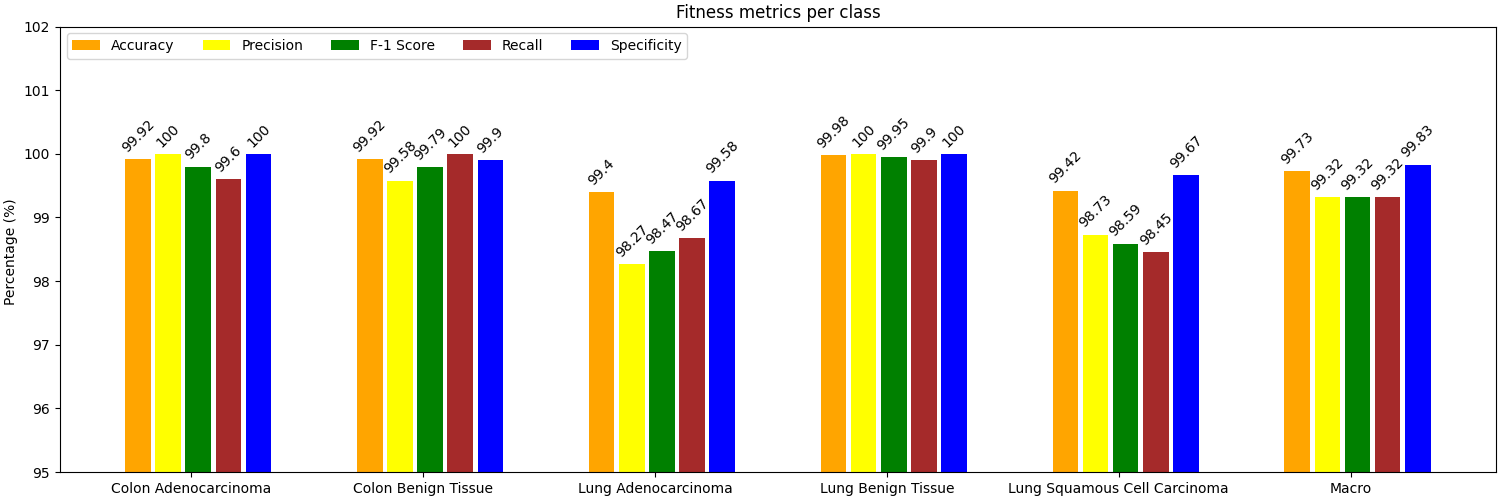 Fitness metrics per class
Accuracy Precision F-1 Score Recall Specificity
Percentage (%)
102
101
100
99
98
97
96
95
99.92 100 99.8 99.6 100
99.92 99.58 99.79 100 99.9
99.4 98.27 98.47 98.67 99.58
99.98 100 99.95 99.9 100
99.42 98.73 98.59 98.45 99.67
99.73 99.32 99.32 99.32 99.83
Colon Adenocarcinoma Colon Benign Tissue Lung Adenocarcinoma Lung Benign Tissue Lung Squamous Cell Carcinoma Macro